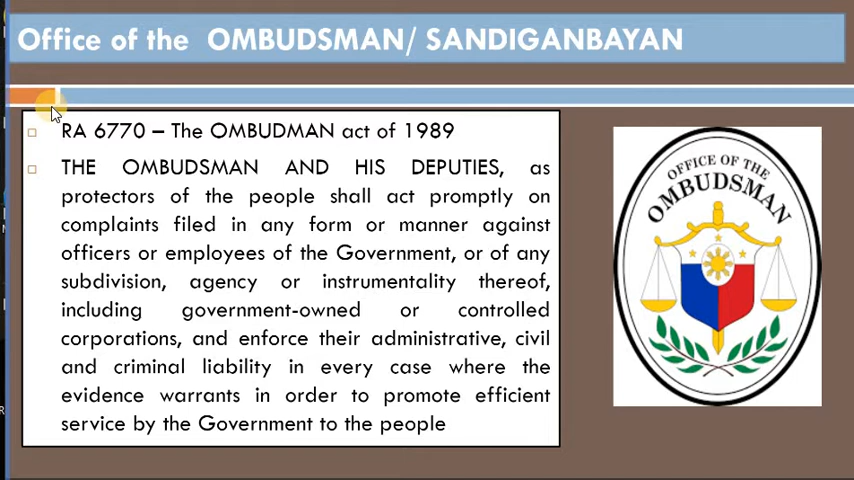 Office of the OMBUDSMAN/ SANDIGANBAYAN
RA 6770 – The OMBUDMAN act of 1989
THE OMBUDSMAN AND HIS DEPUTIES, as
protectors of the people shall act promptly on
complaints filed in any form or manner against
officers or employees of the Government, or of any
subdivision, agency or instrumentality thereof,
including government-owned or controlled
corporations, and enforce their administrative, civil
and criminal liability in every case where the
evidence warrants in order to promote efficient
service by the Government to the people
OFFICE OF THE
OMBUDSMAN